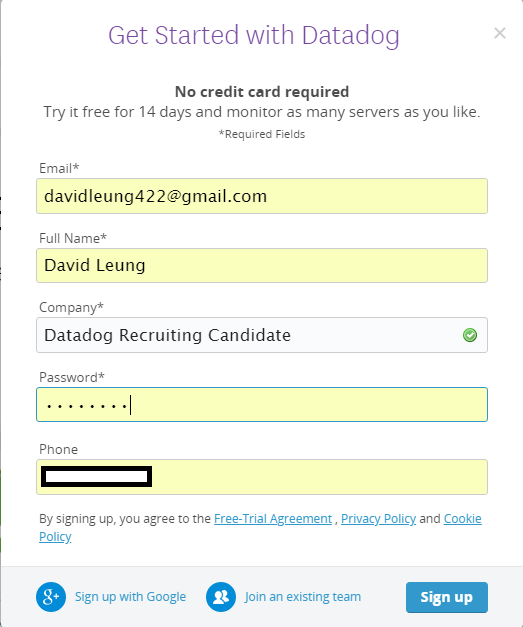 Get Started with Datadog
×
No credit card required
Try it free for 14 days and monitor as many servers as you like.
*Required Fields
Email*
davidleung422@gmail.com
Full Name*
David Leung
Company*
Datadog Recruiting Candidate
Password*
••••••••
Phone
By signing up, you agree to the Free-Trial Agreement , Privacy Policy and Cookie
Policy
g+ Sign up with Google Join an existing team Sign up